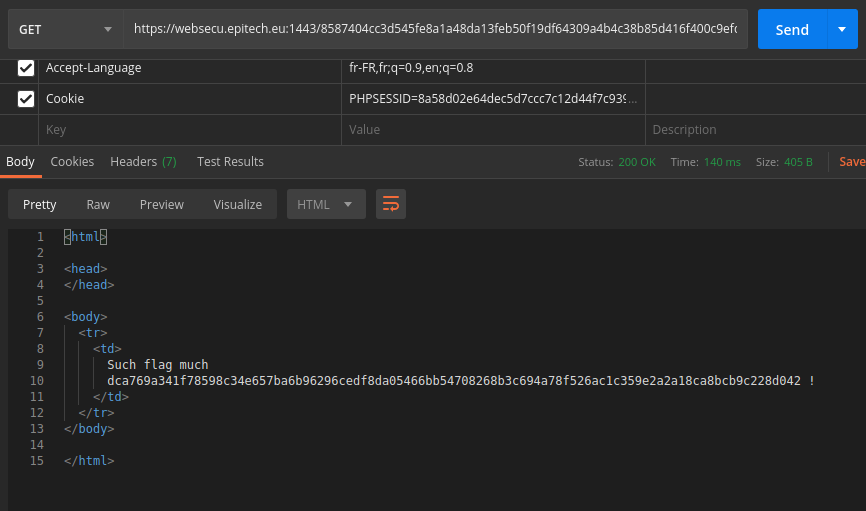 GET https://websecu.epitech.eu:1443/8587404cc3d545fe8a1a48da13feb50f19df64309a4b4c38b85d416f400c9efc Send
Accept-Language fr-FR,fr;q=0.9,en;q=0.8
Cookie PHPSESSID=8a58d02e64dec5d7ccc7c12d44f7c939...
Key Value Description
Body Cookies Headers (7) Test Results Status: 200 OK Time: 140 ms Size: 405 B Save
Pretty Raw Preview Visualize HTML
1 <html>
2
3 <head>
4 </head>
5
6 <body>
7 <tr>
8 <td>
9 Such flag much
10 dca769a341f78598c34e657ba6b96296cedf8da05466bb54708268b3c694a78f526ac1c359e2a2a18ca8bcb9c228d042 !
11 </td>
12 </tr>
13 </body>
14
15 </html>